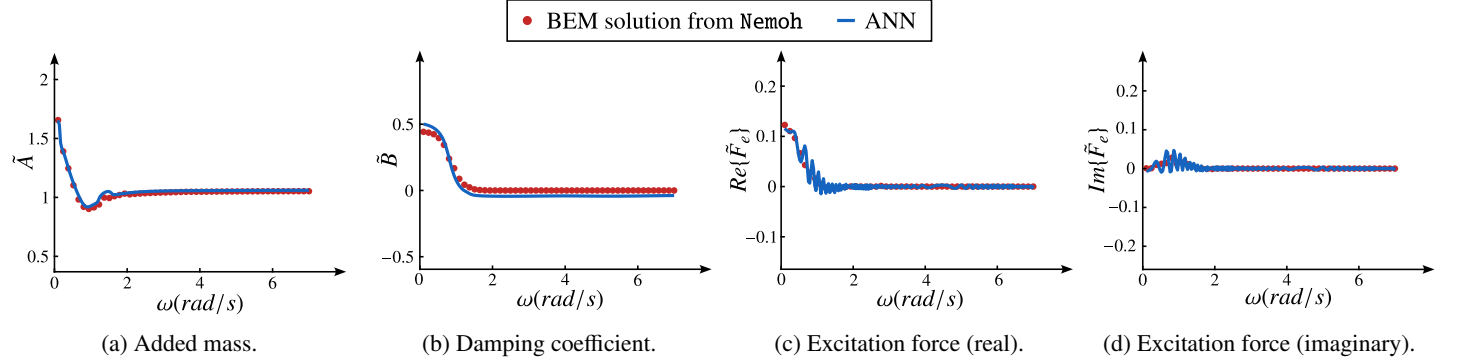 BEM solution from Nemoh ANN
2
1.5
1
0.5
Ã
0 2 4 6
ω(rad/s)
(a) Added mass.
0.5
0
−0.5
B̃
0 2 4 6
ω(rad/s)
(b) Damping coefficient.
0.2
0.1
0
−0.1
Re{F̃e}
0 2 4 6
ω(rad/s)
(c) Excitation force (real).
0.2
0.1
0
−0.1
−0.2
Im{F̃e}
0 2 4 6
ω(rad/s)
(d) Excitation force (imaginary).